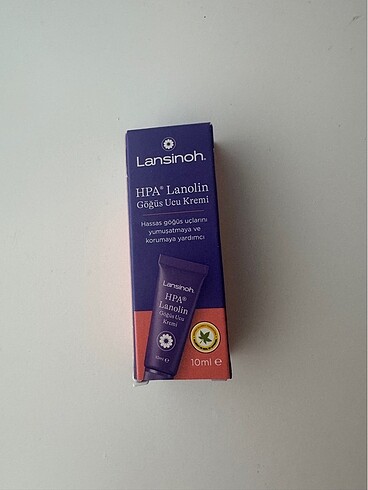 Lansinoh.
HPA® Lanolin
Göğüs Ucu Kremi
Hassas göğüs uçlarını
yumuşatmaya ve
korumaya yardımcı
Lansinoh.
HPA®
Lanolin
Göğüs Ucu
Kremi
10ml ℮
10ml ℮